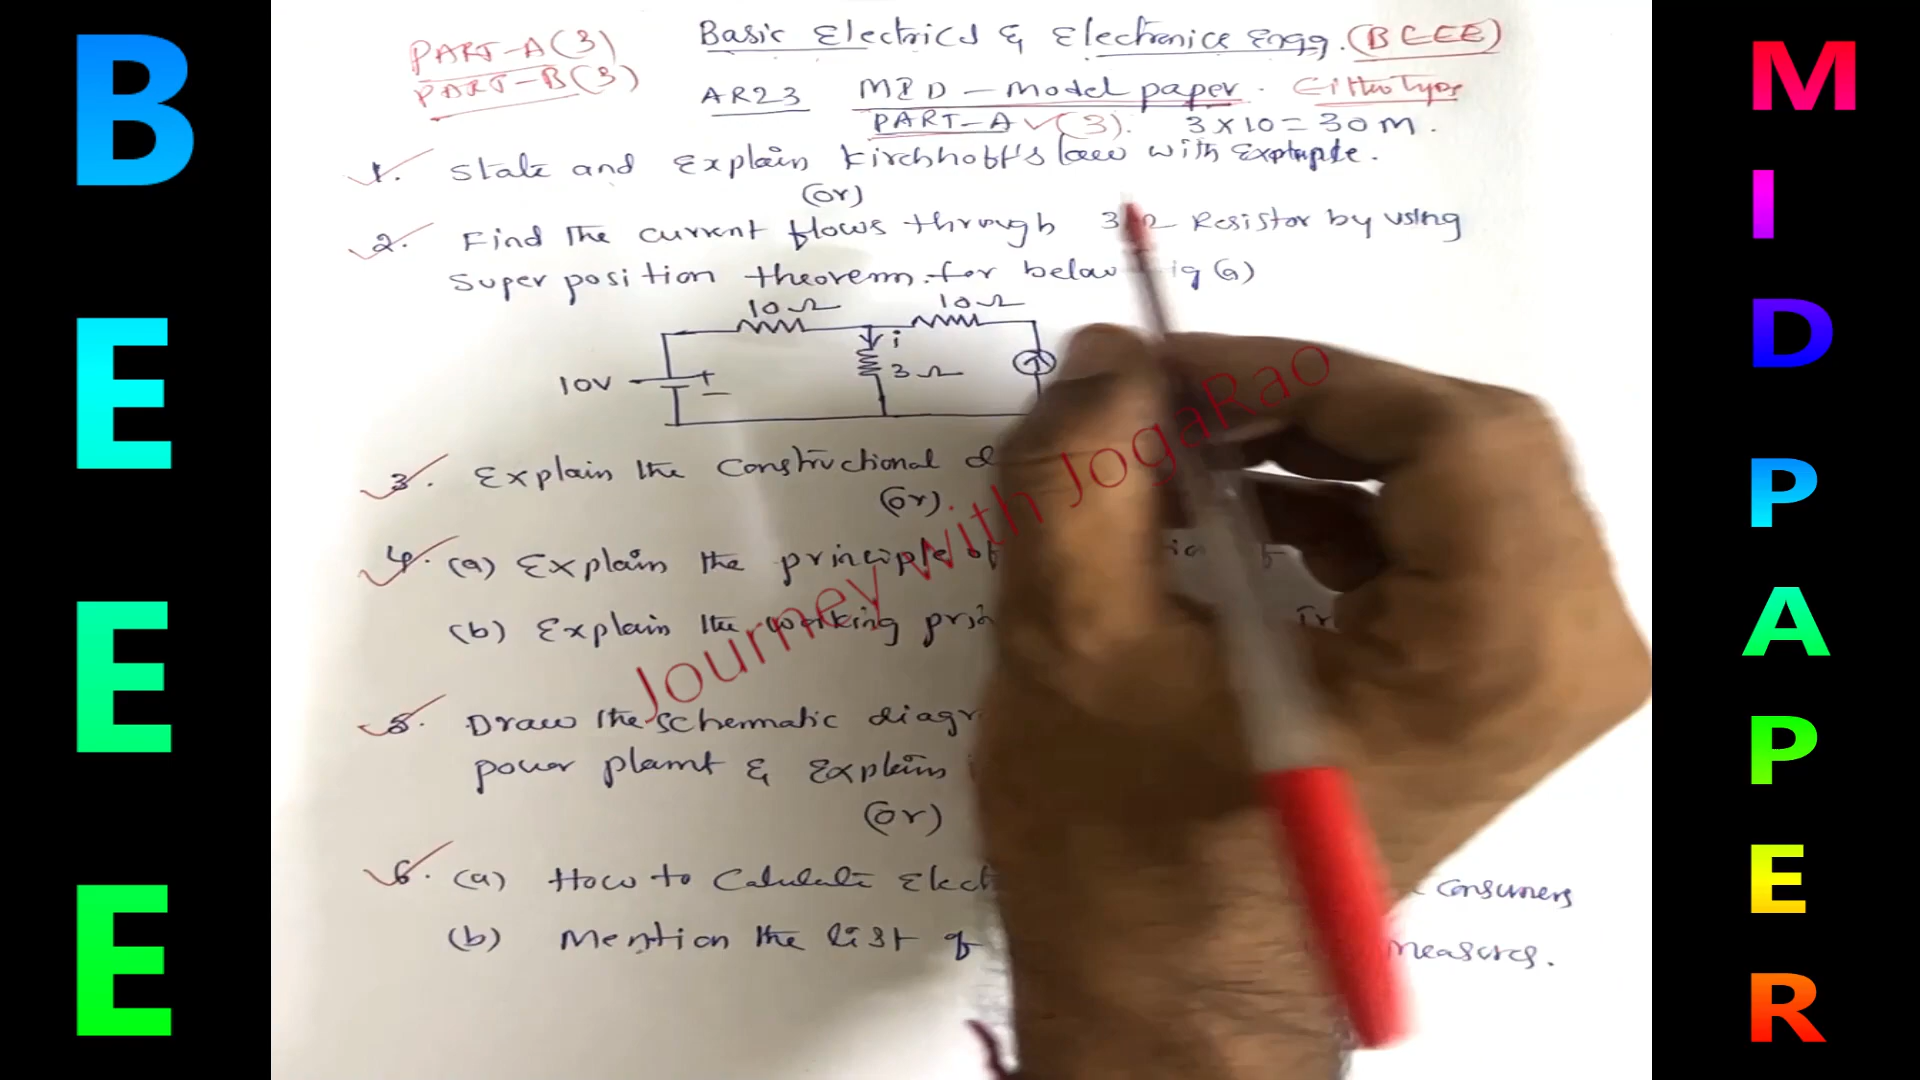 BEEE
PART-A(3)
PART-B(3)
Basic Electrical & Electronice Engg. (BEEE)
AR23 MID - Model paper.
PART-A (3). 3 x 10 = 30 M.
1. State and Explain Kirchhoff's law with Example.
(or)
2. Find the current flows through 3Ω Resistor by using
Super position theorem. for below (a)
10Ω 10Ω
i
10V + 3Ω
-
3. Explain the Constructional
(or)
4. (a) Explain the principle of
(b) Explain the working
5. Draw the schematic
power plant & Explain
(or)
6. (a) How to Calculate consumers
(b) Mention the list of measures.
Journey with JogaRao
MID PAPER